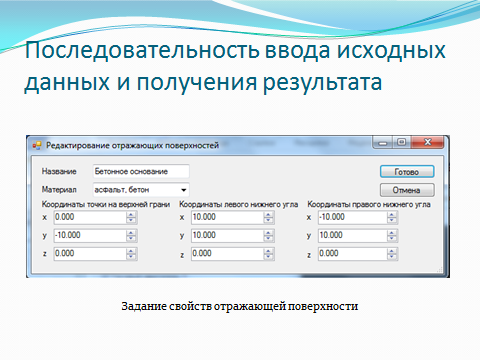 Последовательность ввода исходных
данных и получения результата
Редактирование отражающих поверхностей
Название Бетонное основание Готово
Материал асфальт, бетон Отмена
Координаты точки на верхней грани Координаты левого нижнего угла Координаты правого нижнего угла
x 0.000 x 10.000 x -10.000
y -10.000 y 10.000 y 10.000
z 0.000 z 0.000 z 0.000
Задание свойств отражающей поверхности